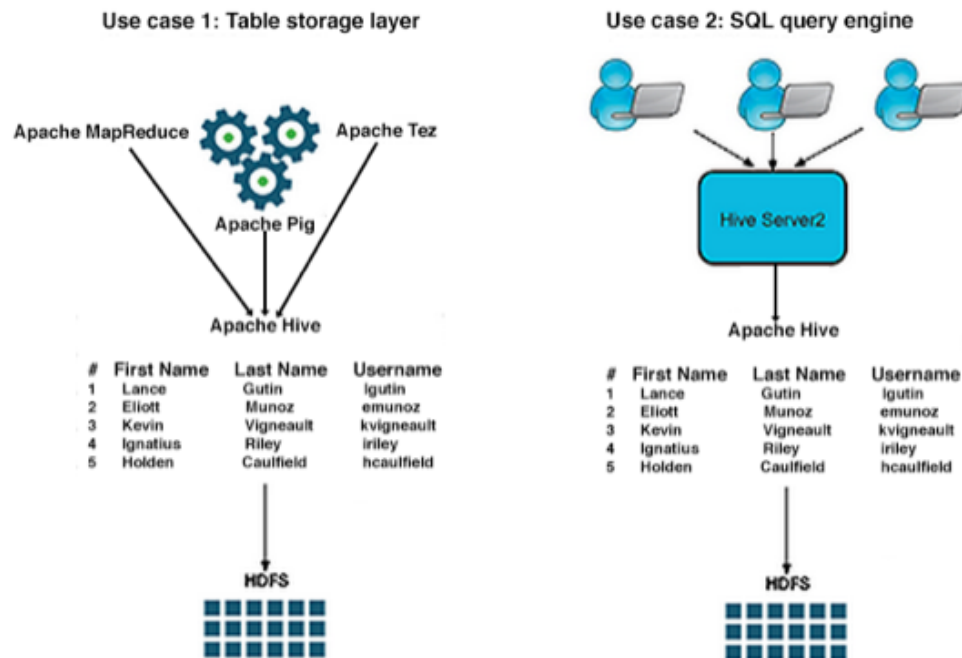 Use case 1: Table storage layer
Apache MapReduce
Apache Tez
Apache Pig
Apache Hive
# First Name Last Name Username
1 Lance Gutin lgutin
2 Eliott Munoz emunoz
3 Kevin Vigneault kvigneault
4 Ignatius Riley iriley
5 Holden Caulfield hcaulfield
HDFS
Use case 2: SQL query engine
Hive Server2
Apache Hive
# First Name Last Name Username
1 Lance Gutin lgutin
2 Eliott Munoz emunoz
3 Kevin Vigneault kvigneault
4 Ignatius Riley iriley
5 Holden Caulfield hcaulfield
HDFS